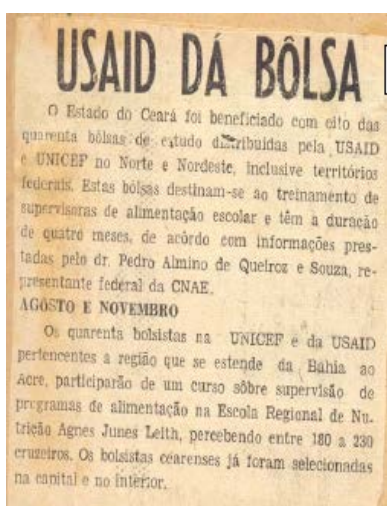 USAID DÁ BÔLSA
O Estado do Ceará foi beneficiado com oito das
quarenta bôlsas de estudo distribuidas pela USAID
e UNICEF no Norte e Nordeste, inclusive territórios
federais. Estas bôlsas destinam-se ao treinamento de
supervisoras de alimentação escolar e têm a duração
de quatro meses, de acôrdo com informações pres-
tadas pelo dr. Pedro Almino de Queiroz e Souza, re-
presentante federal da CNAE.
AGOSTO E NOVEMBRO
Os quarenta bolsistas na UNICEF e da USAID
pertencentes a região que se estende da Bahia ao
Acre, participarão de um curso sôbre supervisão de
programas de alimentação na Escola Regional de Nu-
trição Agnes Junes Leith, percebendo entre 180 a 230
cruzeiros. Os bolsistas cearenses já foram selecionadas
na capital e no interior.